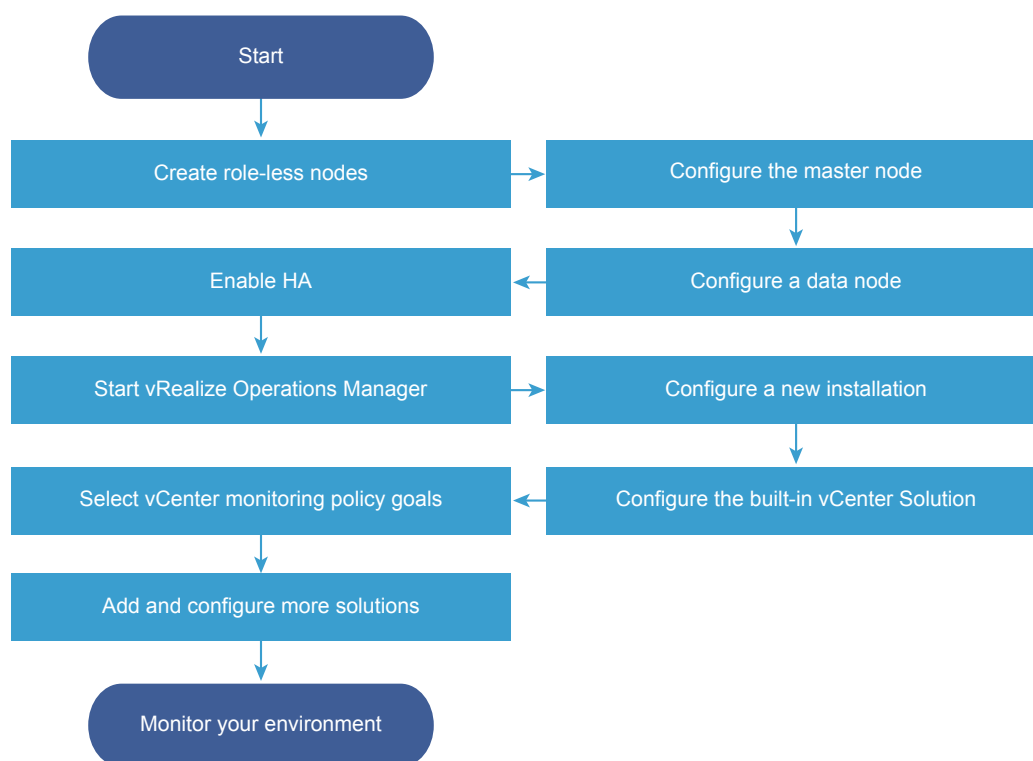 Start
Create role-less nodes
Configure the master node
Enable HA
Configure a data node
Start vRealize Operations Manager
Configure a new installation
Select vCenter monitoring policy goals
Configure the built-in vCenter Solution
Add and configure more solutions
Monitor your environment